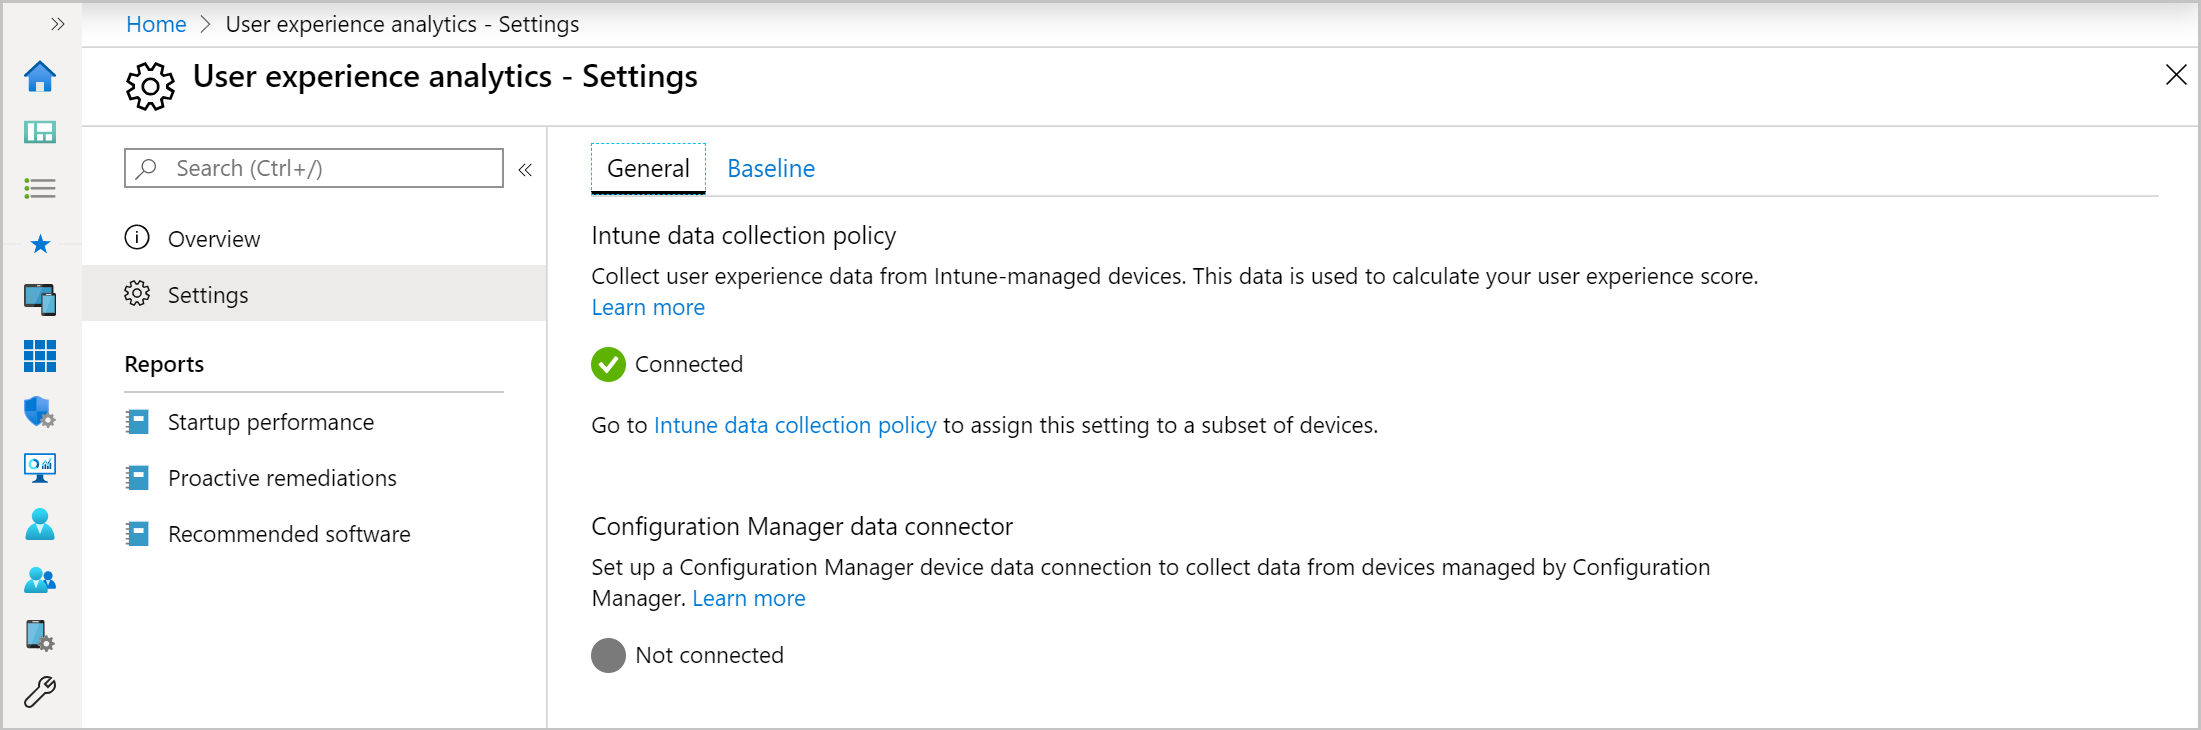 Home > User experience analytics - Settings
User experience analytics - Settings
Search (Ctrl+/)
Overview
Settings
Reports
Startup performance
Proactive remediations
Recommended software
General
Baseline
Intune data collection policy
Collect user experience data from Intune-managed devices. This data is used to calculate your user experience score.
Learn more
Connected
Go to Intune data collection policy to assign this setting to a subset of devices.
Configuration Manager data connector
Set up a Configuration Manager device data connection to collect data from devices managed by Configuration
Manager. Learn more
Not connected